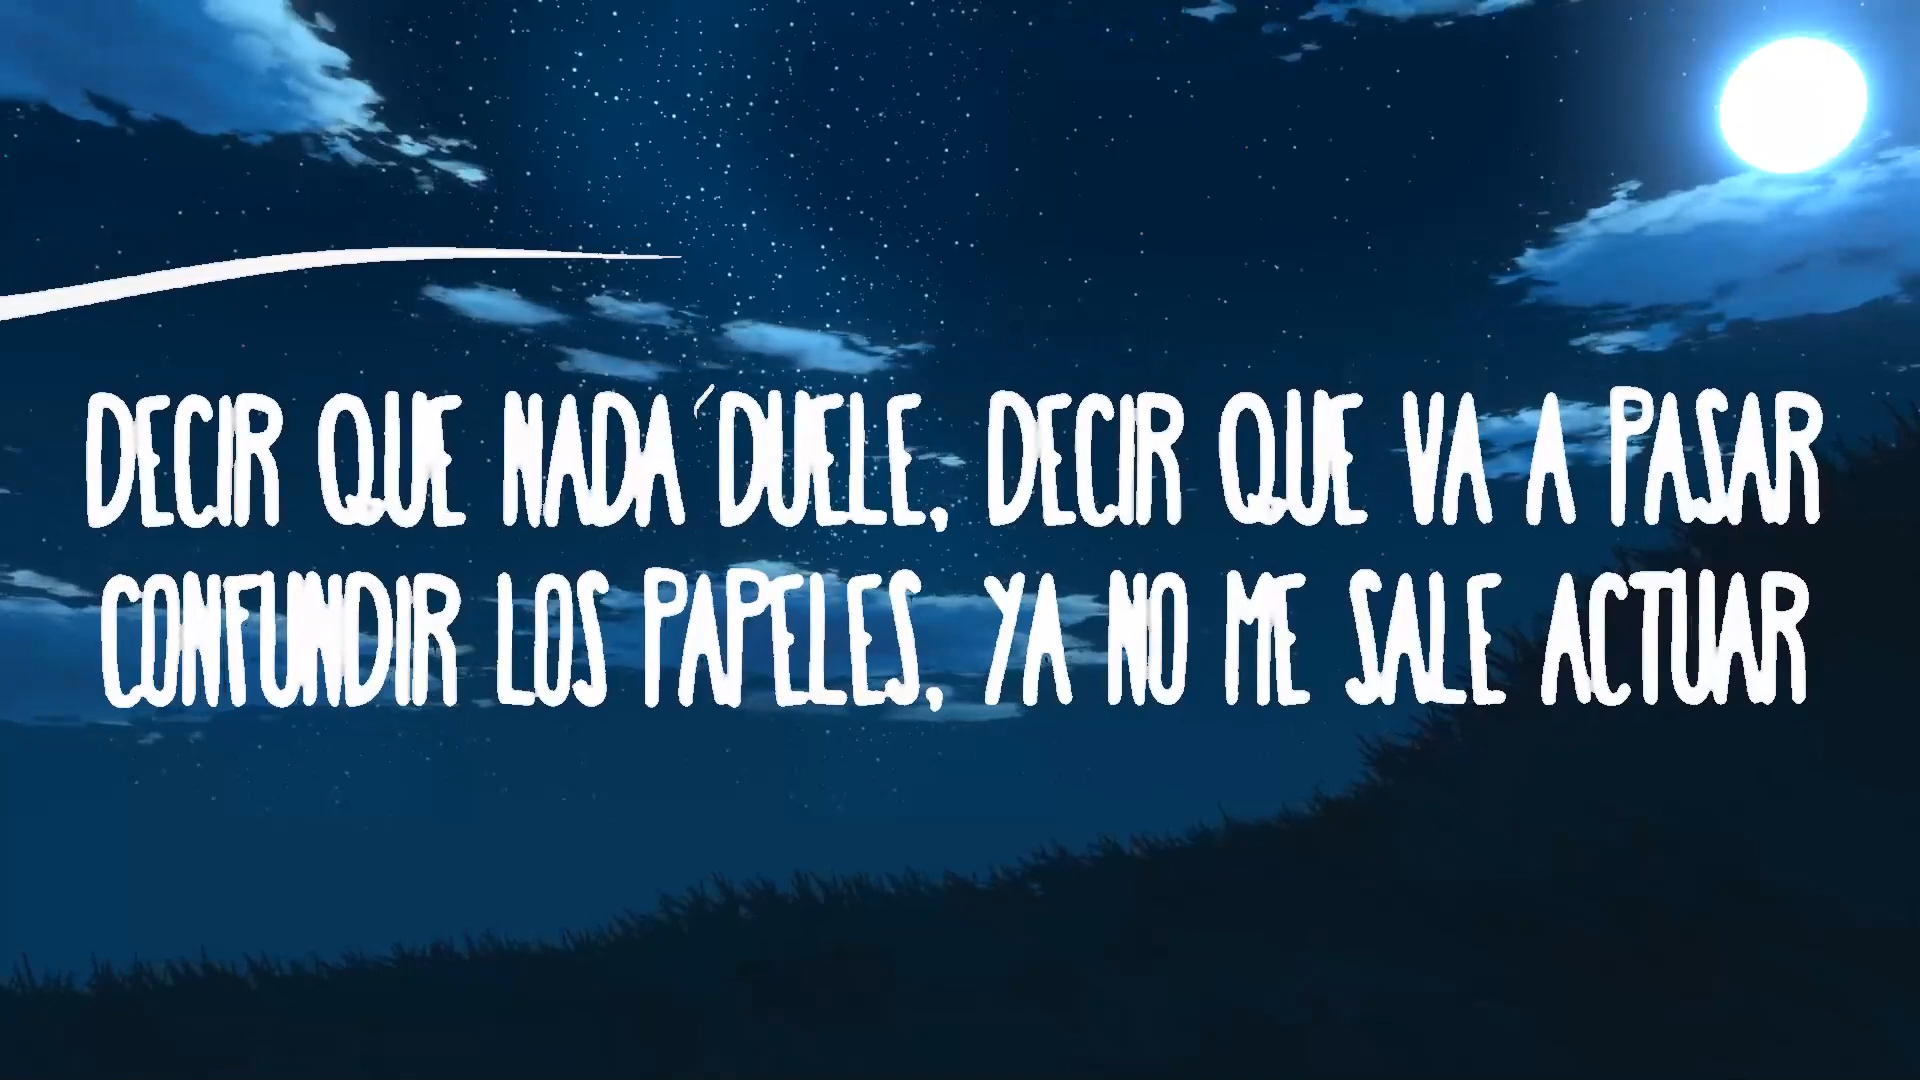 DECIR QUE NADA´DUELE, DECIR QUE VA A PASAR
CONFUNDIR LOS PAPELES, YA NO ME SALE ACTUAR